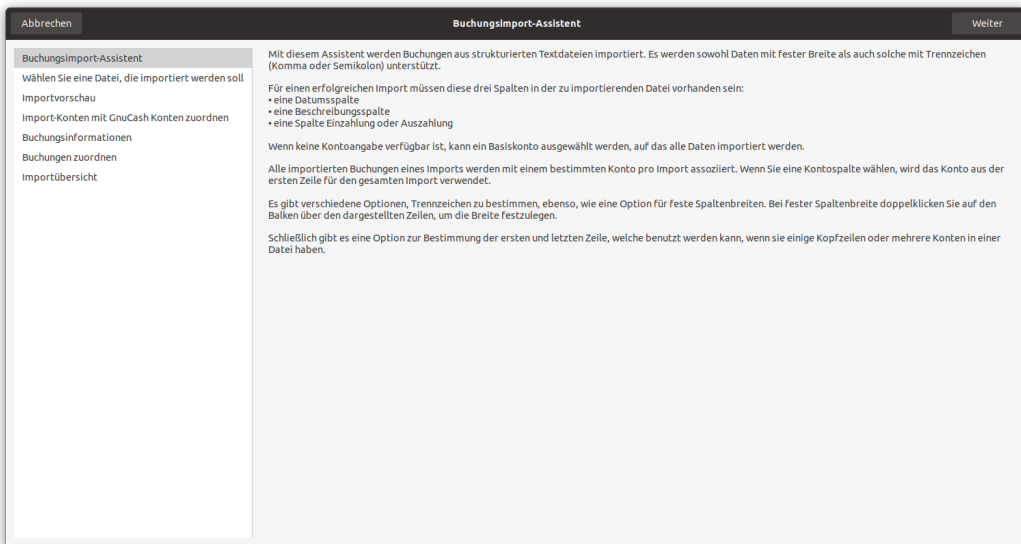 Abbrechen
Buchungsimport-Assistent
Weiter
Buchungsimport-Assistent
Wählen Sie eine Datei, die importiert werden soll
Importvorschau
Import-Konten mit GnuCash Konten zuordnen
Buchungsinformationen
Buchungen zuordnen
Importübersicht
Mit diesem Assistent werden Buchungen aus strukturierten Textdateien importiert. Es werden sowohl Daten mit fester Breite als auch solche mit Trennzeichen
(Komma oder Semikolon) unterstützt.
Für einen erfolgreichen Import müssen diese drei Spalten in der zu importierenden Datei vorhanden sein:
• eine Datumsspalte
• eine Beschreibungsspalte
• eine Spalte Einzahlung oder Auszahlung
Wenn keine Kontoangabe verfügbar ist, kann ein Basiskonto ausgewählt werden, auf das alle Daten importiert werden.
Alle importierten Buchungen eines Imports werden mit einem bestimmten Konto pro Import assoziiert. Wenn Sie eine Kontospalte wählen, wird das Konto aus der
ersten Zeile für den gesamten Import verwendet.
Es gibt verschiedene Optionen, Trennzeichen zu bestimmen, ebenso, wie eine Option für feste Spaltenbreiten. Bei fester Spaltenbreite doppelklicken Sie auf den
Balken über den dargestellten Zeilen, um die Breite festzulegen.
Schließlich gibt es eine Option zur Bestimmung der ersten und letzten Zeile, welche benutzt werden kann, wenn sie einige Kopfzeilen oder mehrere Konten in einer
Datei haben.